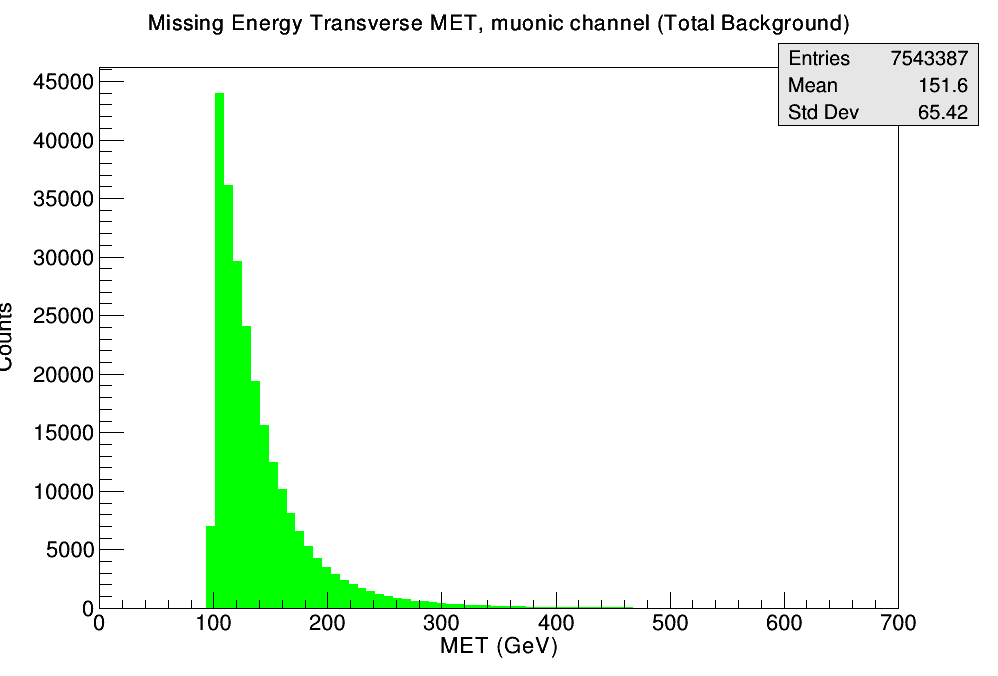 Missing Energy Transverse MET, muonic channel (Total Background)
Entries 7543387
Mean 151.6
Std Dev 65.42
45000
40000
35000
30000
25000
20000
15000
10000
5000
0
Counts
0 100 200 300 400 500 600 700
MET (GeV)